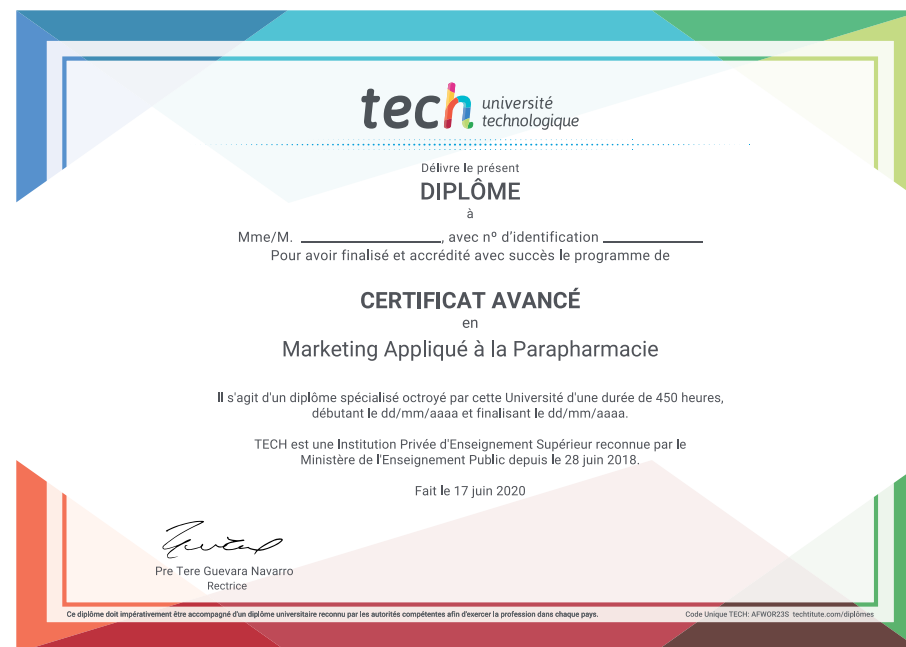 tech université
technologique
Délivre le présent
DIPLÔME
à
Mme/M. ____________________, avec nº d'identification ______________
Pour avoir finalisé et accrédité avec succès le programme de
CERTIFICAT AVANCÉ
en
Marketing Appliqué à la Parapharmacie
Il s'agit d'un diplôme spécialisé octroyé par cette Université d'une durée de 450 heures,
débutant le dd/mm/aaaa et finalisant le dd/mm/aaaa.
TECH est une Institution Privée d'Enseignement Supérieur reconnue par le
Ministère de l'Enseignement Public depuis le 28 juin 2018.
Fait le 17 juin 2020
Pre Tere Guevara Navarro
Rectrice
Ce diplôme doit impérativement être accompagné d'un diplôme universitaire reconnu par les autorités compétentes afin d'exercer la profession dans chaque pays.
Code Unique TECH: AFWOR23S techtitute.com/diplômes